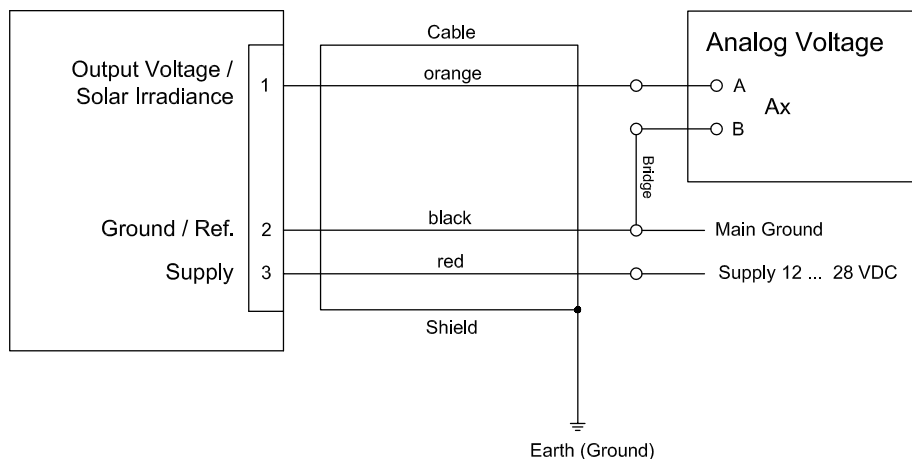 Cable
Analog Voltage
Output Voltage /
Solar Irradiance
1
orange
A
Ax
B
Bridge
Ground / Ref.
2
black
Main Ground
Supply
3
red
Supply 12 ... 28 VDC
Shield
Earth (Ground)